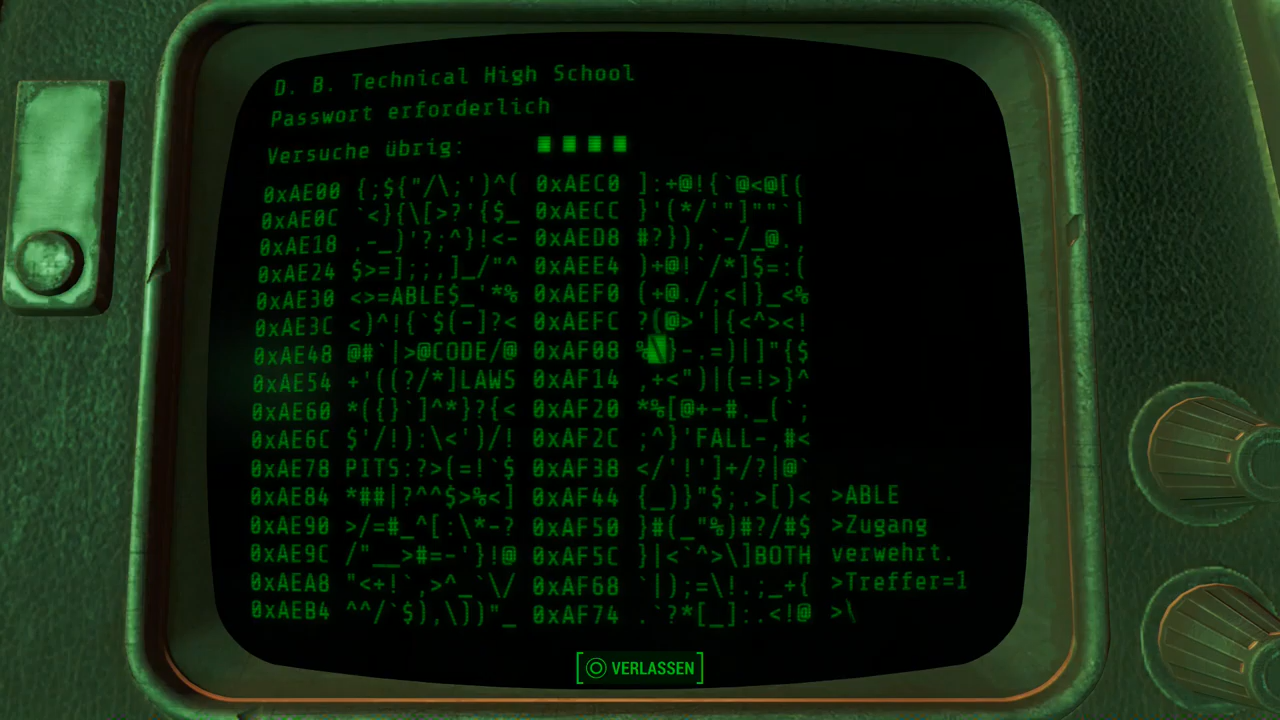 D. B. Technical High School
Passwort erforderlich
Versuche übrig:
0xAE00 {;${"/\;')^( 0xAEC0 ]:+@!{`@<@[(
0xAE0C `<}{\[>?'{$_ 0xAECC }'(*/'"]""`|
0xAE18 .-_)'?;^}!<- 0xAED8 #?}),`-/_@.,
0xAE24 $>=];;,]_/"^ 0xAEE4 )+@!`/*]$=:(
0xAE30 <>=ABLE$_'*% 0xAEF0 (+@./;<|}_<%
0xAE3C <)^!{`$(-]?< 0xAEFC ?(@>'|{<^><!
0xAE48 @#`|>@CODE/@ 0xAF08 %\}-.=)|]"{$
0xAE54 +'((?/*]LAWS 0xAF14 ,+<")|(=!>}^
0xAE60 *({}`]^*}?{< 0xAF20 *%[@+-#._(`;
0xAE6C $'/!):\<')/! 0xAF2C ;^}'FALL-,#<
0xAE78 PITS:?>(=!`$ 0xAF38 </'!']+/?|@`
0xAE84 *##|?^^$>%<] 0xAF44 {_)}"$;.>[)< >ABLE
0xAE90 >/=#_^[:\*-? 0xAF50 }#(_"%)#?/#$ >Zugang
0xAE9C /"__>#=-'}!@ 0xAF5C }|<`^>\]BOTH verwehrt.
0xAEA8 "<+!`,>^_`\/ 0xAF68 `|);=\!.;_+{ >Treffer=1
0xAEB4 ^^/`$),\))"_ 0xAF74 .`?*[_]:.<!@ >\
VERLASSEN